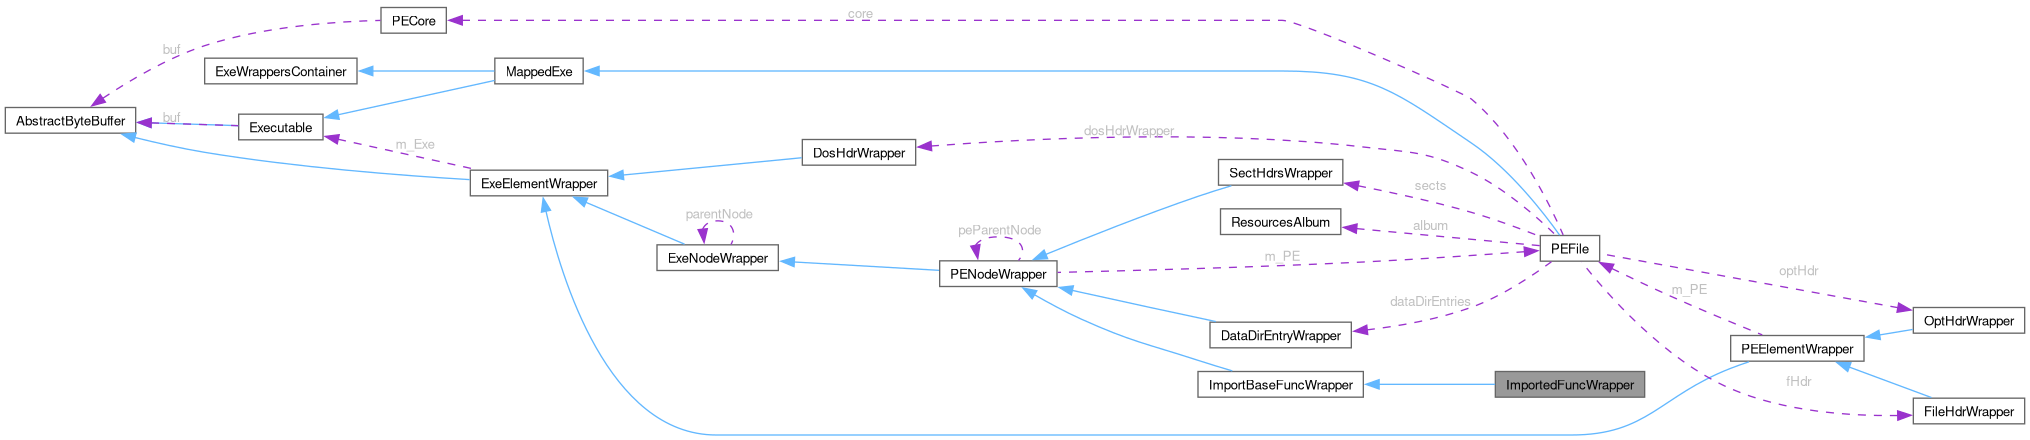 core
PECore
buf
ExeWrappersContainer
MappedExe
AbstractByteBuffer
buf
Executable
m_Exe
dosHdrWrapper
DosHdrWrapper
ExeElementWrapper
SectHdrsWrapper
sects
parentNode
ResourcesAlbum
album
peParentNode
PEFile
ExeNodeWrapper
m_PE
PENodeWrapper
optHdr
m_PE
dataDirEntries
OptHdrWrapper
DataDirEntryWrapper
PEElementWrapper
ImportBaseFuncWrapper
ImportedFuncWrapper
fHdr
FileHdrWrapper